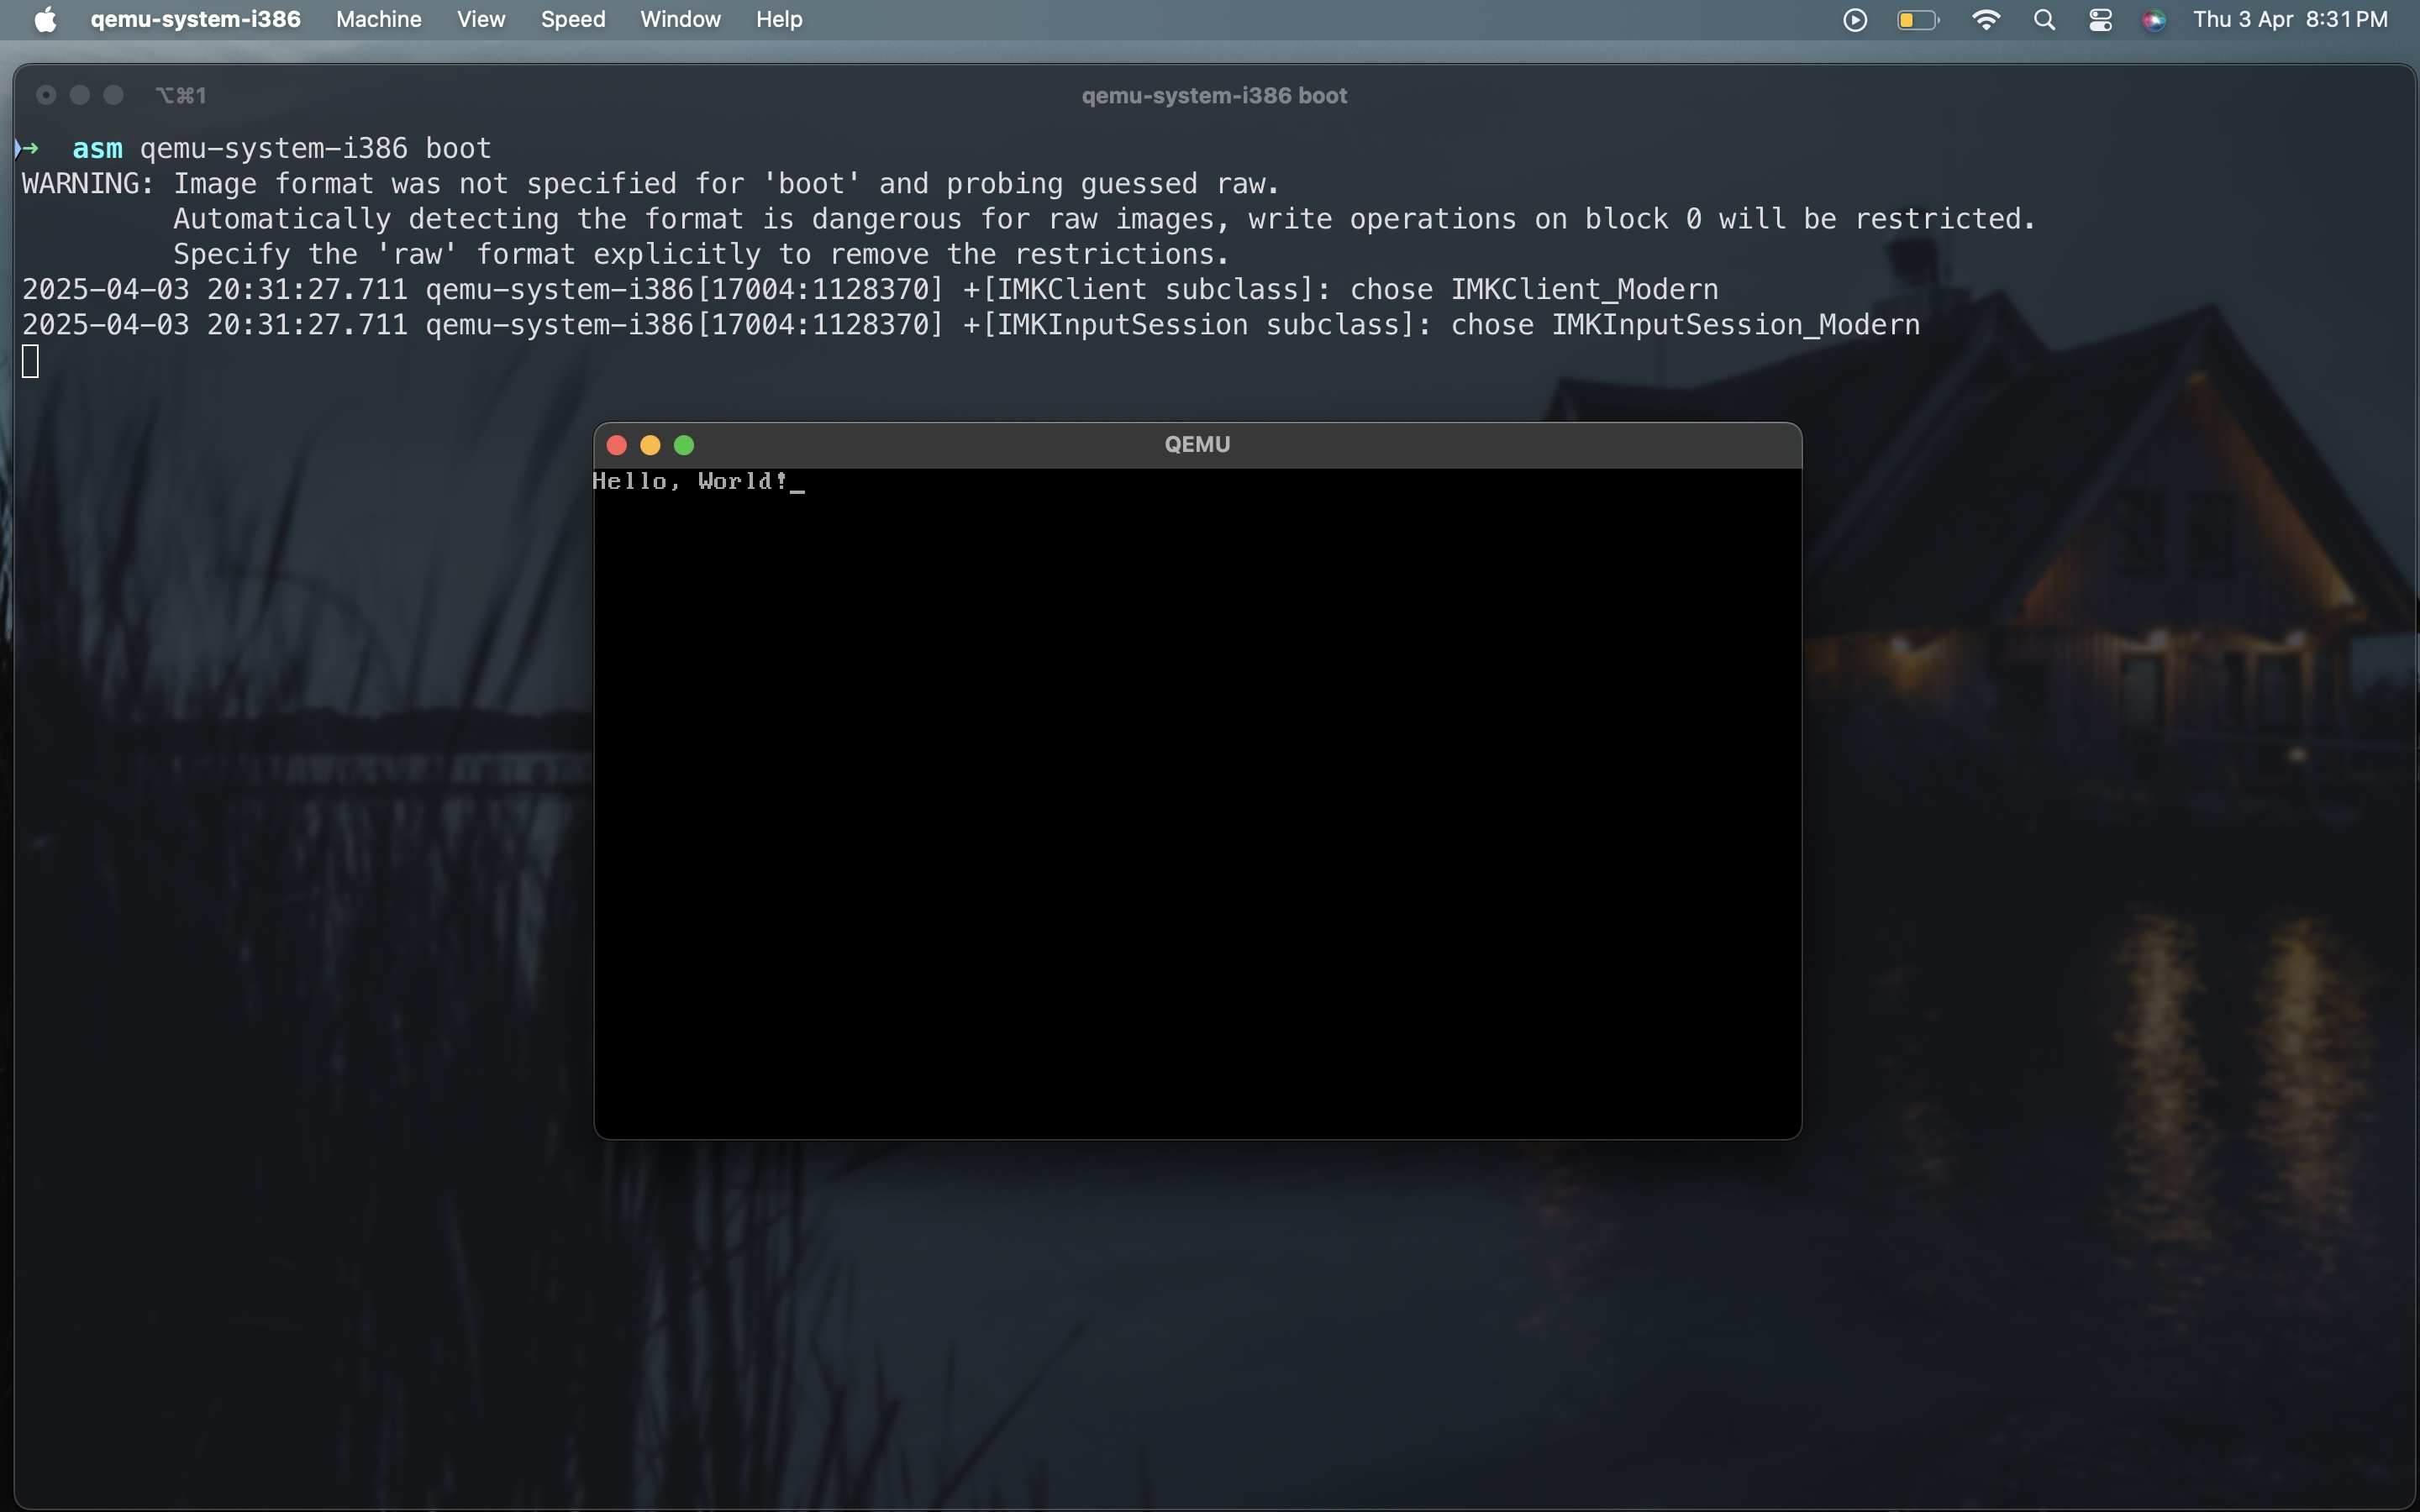 qemu-system-i386 Machine View Speed Window Help Thu 3 Apr 8:31 PM
⌥⌘1 qemu-system-i386 boot
➜ asm qemu-system-i386 boot
WARNING: Image format was not specified for 'boot' and probing guessed raw.
Automatically detecting the format is dangerous for raw images, write operations on block 0 will be restricted.
Specify the 'raw' format explicitly to remove the restrictions.
2025-04-03 20:31:27.711 qemu-system-i386[17004:1128370] +[IMKClient subclass]: chose IMKClient_Modern
2025-04-03 20:31:27.711 qemu-system-i386[17004:1128370] +[IMKInputSession subclass]: chose IMKInputSession_Modern
QEMU
Hello, World!_